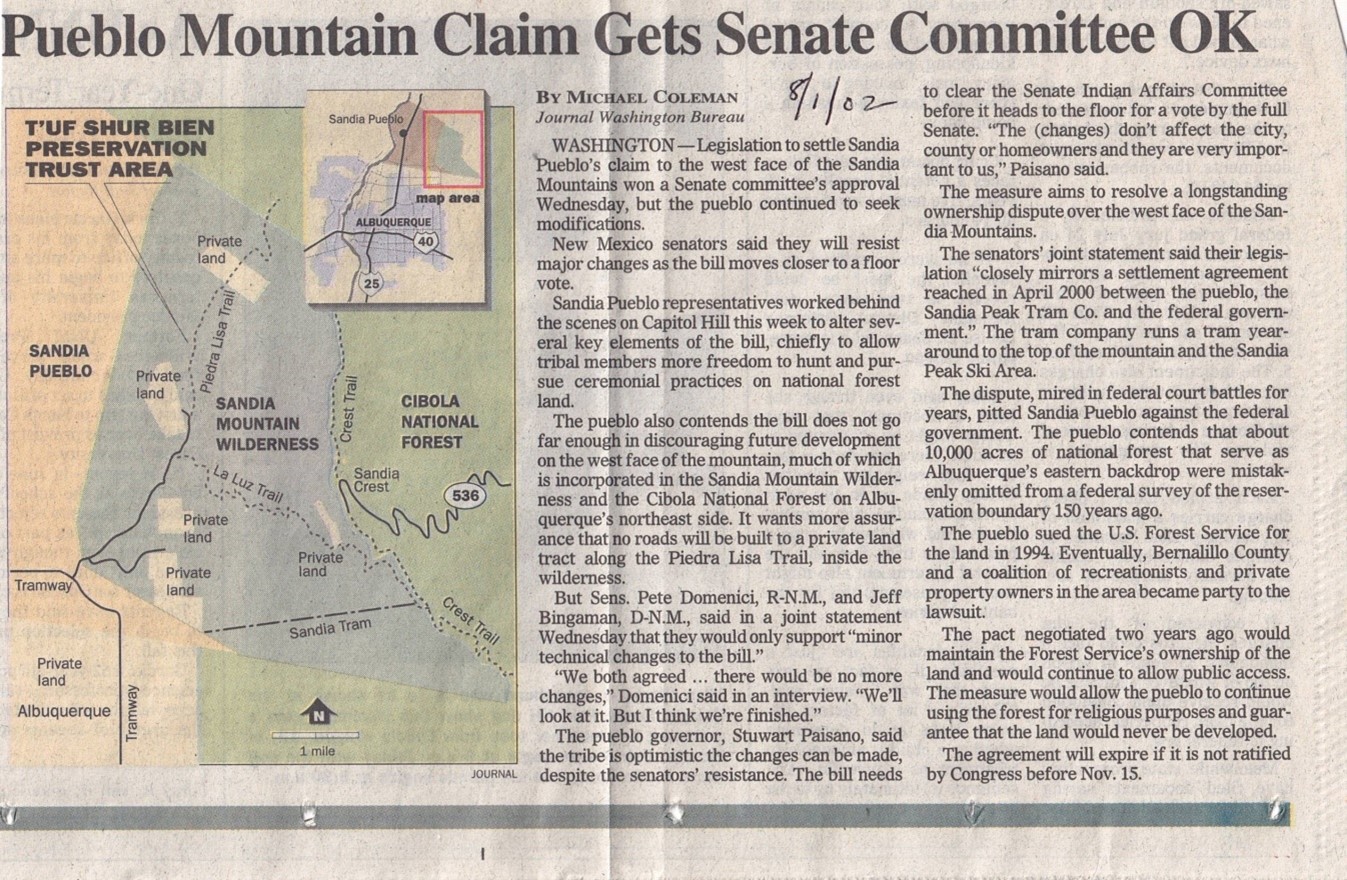 Pueblo Mountain Claim Gets Senate Committee OK
T'UF SHUR BIEN
PRESERVATION
TRUST AREA
Sandia Pueblo
map area
ALBUQUERQUE
40
25
Private
land
Piedra Lisa Trail
SANDIA
PUEBLO
Private
land
SANDIA
MOUNTAIN
WILDERNESS
Crest Trail
CIBOLA
NATIONAL
FOREST
La Luz Trail
Sandia
Crest
536
Private
land
Private
land
Private
land
Tramway
Sandia Tram
Crest Trail
Private
land
Albuquerque
Tramway
N
1 mile
JOURNAL
BY MICHAEL COLEMAN
Journal Washington Bureau
8/1/02
WASHINGTON — Legislation to settle Sandia
Pueblo's claim to the west face of the Sandia
Mountains won a Senate committee's approval
Wednesday, but the pueblo continued to seek
modifications.
New Mexico senators said they will resist
major changes as the bill moves closer to a floor
vote.
Sandia Pueblo representatives worked behind
the scenes on Capitol Hill this week to alter sev-
eral key elements of the bill, chiefly to allow
tribal members more freedom to hunt and pur-
sue ceremonial practices on national forest
land.
The pueblo also contends the bill does not go
far enough in discouraging future development
on the west face of the mountain, much of which
is incorporated in the Sandia Mountain Wilder-
ness and the Cibola National Forest on Albu-
querque's northeast side. It wants more assur-
ance that no roads will be built to a private land
tract along the Piedra Lisa Trail, inside the
wilderness.
But Sens. Pete Domenici, R-N.M., and Jeff
Bingaman, D-N.M., said in a joint statement
Wednesday that they would only support "minor
technical changes to the bill."
"We both agreed ... there would be no more
changes," Domenici said in an interview. "We'll
look at it. But I think we're finished."
The pueblo governor, Stuwart Paisano, said
the tribe is optimistic the changes can be made,
despite the senators' resistance. The bill needs
to clear the Senate Indian Affairs Committee
before it heads to the floor for a vote by the full
Senate. "The (changes) don't affect the city,
county or homeowners and they are very impor-
tant to us," Paisano said.
The measure aims to resolve a longstanding
ownership dispute over the west face of the San-
dia Mountains.
The senators' joint statement said their legis-
lation "closely mirrors a settlement agreement
reached in April 2000 between the pueblo, the
Sandia Peak Tram Co. and the federal govern-
ment." The tram company runs a tram year-
around to the top of the mountain and the Sandia
Peak Ski Area.
The dispute, mired in federal court battles for
years, pitted Sandia Pueblo against the federal
government. The pueblo contends that about
10,000 acres of national forest that serve as
Albuquerque's eastern backdrop were mistak-
enly omitted from a federal survey of the reser-
vation boundary 150 years ago.
The pueblo sued the U.S. Forest Service for
the land in 1994. Eventually, Bernalillo County
and a coalition of recreationists and private
property owners in the area became party to the
lawsuit.
The pact negotiated two years ago would
maintain the Forest Service's ownership of the
land and would continue to allow public access.
The measure would allow the pueblo to continue
using the forest for religious purposes and guar-
antee that the land would never be developed.
The agreement will expire if it is not ratified
by Congress before Nov. 15.